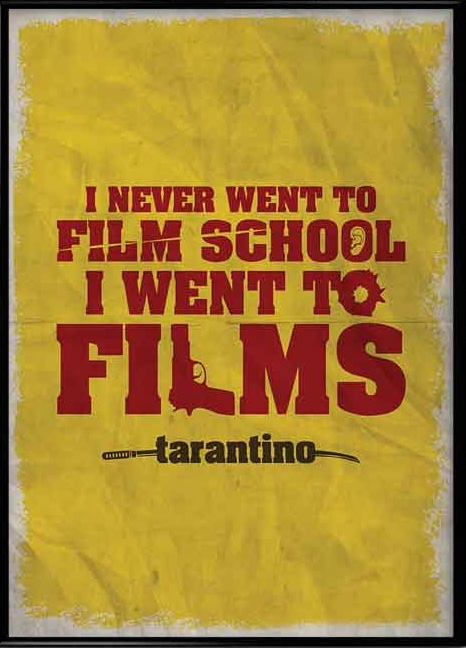 I NEVER WENT TO
FILM SCHOOL
I WENT TO
FILMS
tarantino